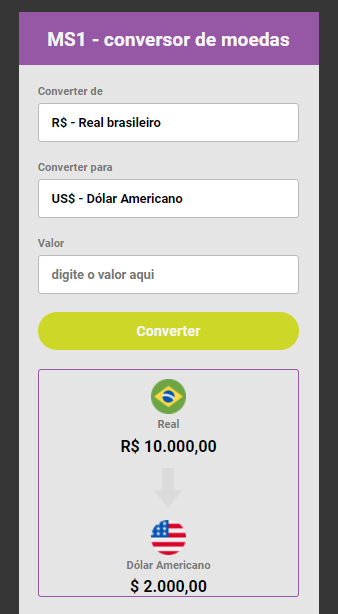 MS1 - conversor de moedas
Converter de
R$ - Real brasileiro
Converter para
US$ - Dólar Americano
Valor
digite o valor aqui
Converter
Real
R$ 10.000,00
Dólar Americano
$ 2.000,00